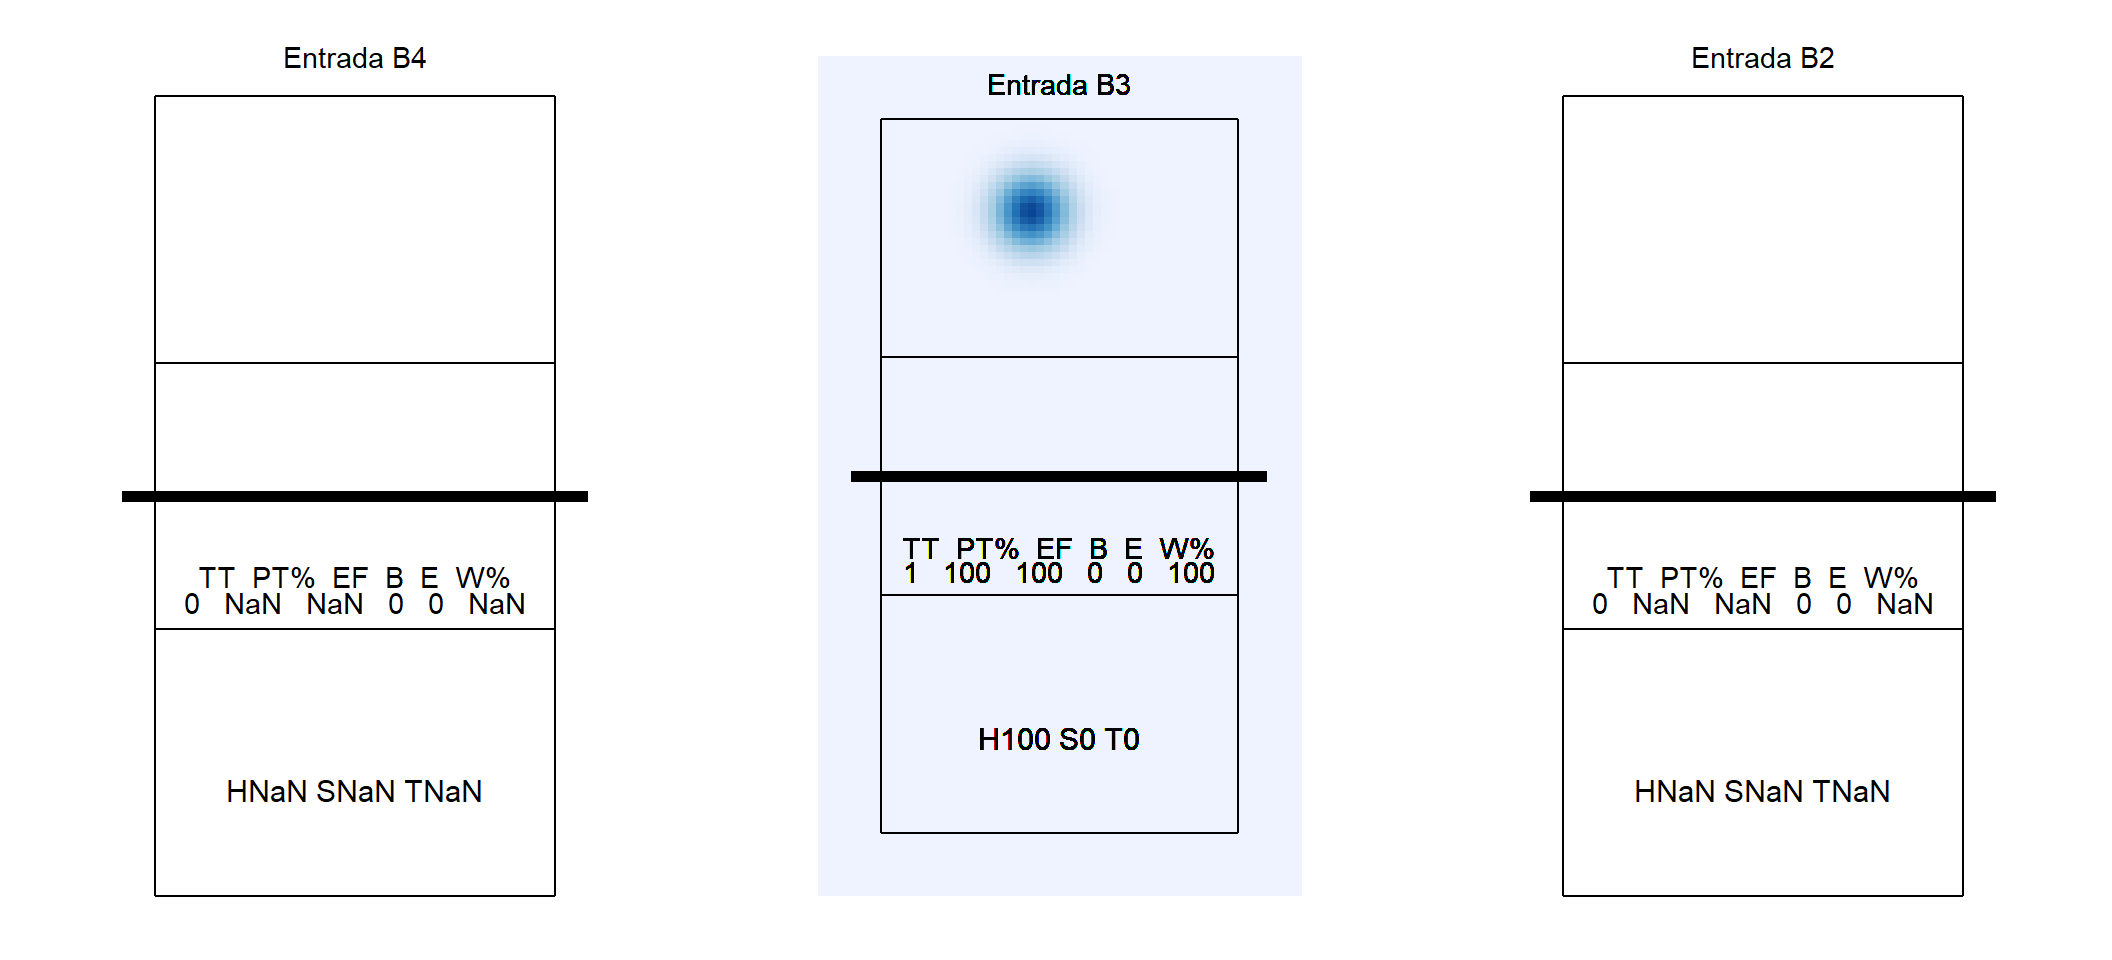 Entrada B4
TT PT% EF B E W%
0 NaN NaN 0 0 NaN
HNaN SNaN TNaN
Entrada B3
TT PT% EF B E W%
1 100 100 0 0 100
H100 S0 T0
Entrada B2
TT PT% EF B E W%
0 NaN NaN 0 0 NaN
HNaN SNaN TNaN